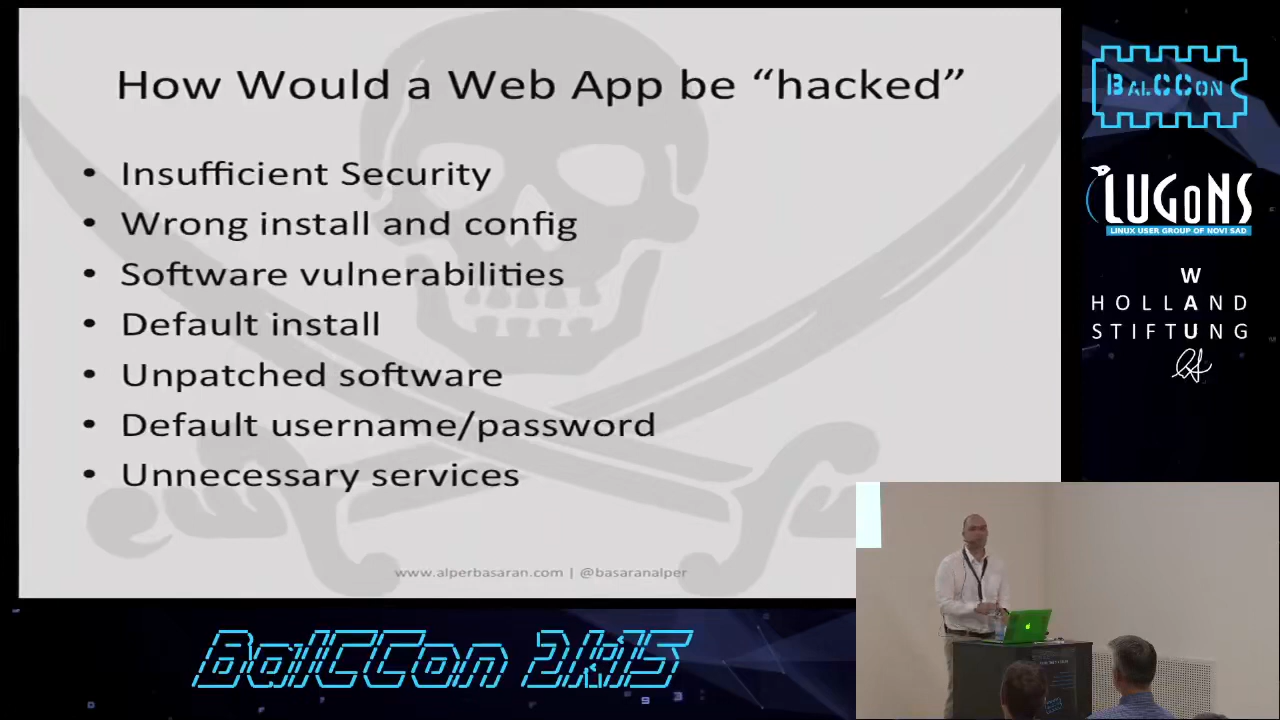 How Would a Web App be “hacked”
• Insufficient Security
• Wrong install and config
• Software vulnerabilities
• Default install
• Unpatched software
• Default username/password
• Unnecessary services
www.alperbasaran.com | @basaranalper
BALCCON
LUGONS
LINUX USER GROUP OF NOVI SAD
W
HOLLAND
STIFTUNG
BalCCon 2k15